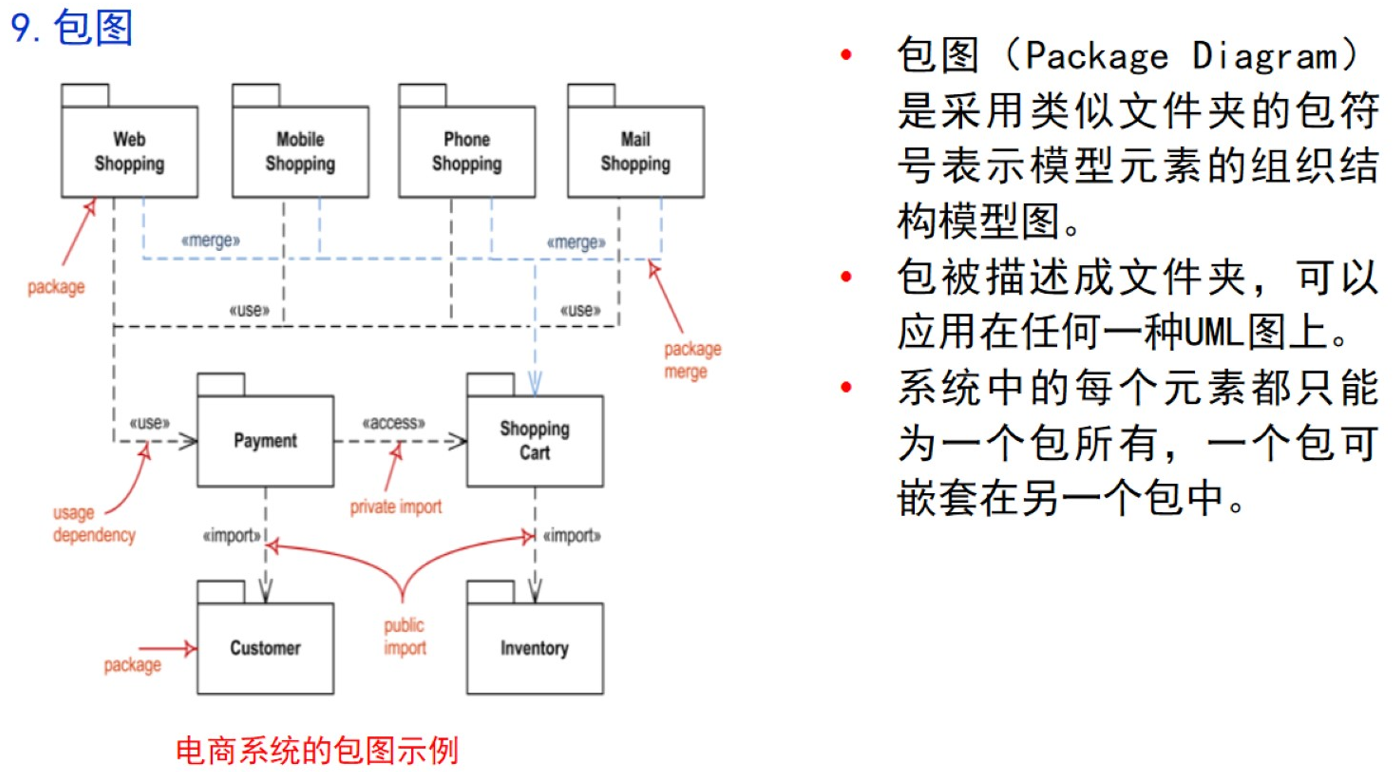 9. 包图
Web
Shopping
Mobile
Shopping
Phone
Shopping
Mail
Shopping
«merge»
«merge»
package
«use»
«use»
package
merge
«use»
Payment
«access»
Shopping
Cart
usage
dependency
private import
«import»
«import»
public
import
Customer
Inventory
package
电商系统的包图示例
• 包图（Package Diagram）
是采用类似文件夹的包符
号表示模型元素的组织结
构模型图。
• 包被描述成文件夹，可以
应用在任何一种UML图上。
• 系统中的每个元素都只能
为一个包所有，一个包可
嵌套在另一个包中。